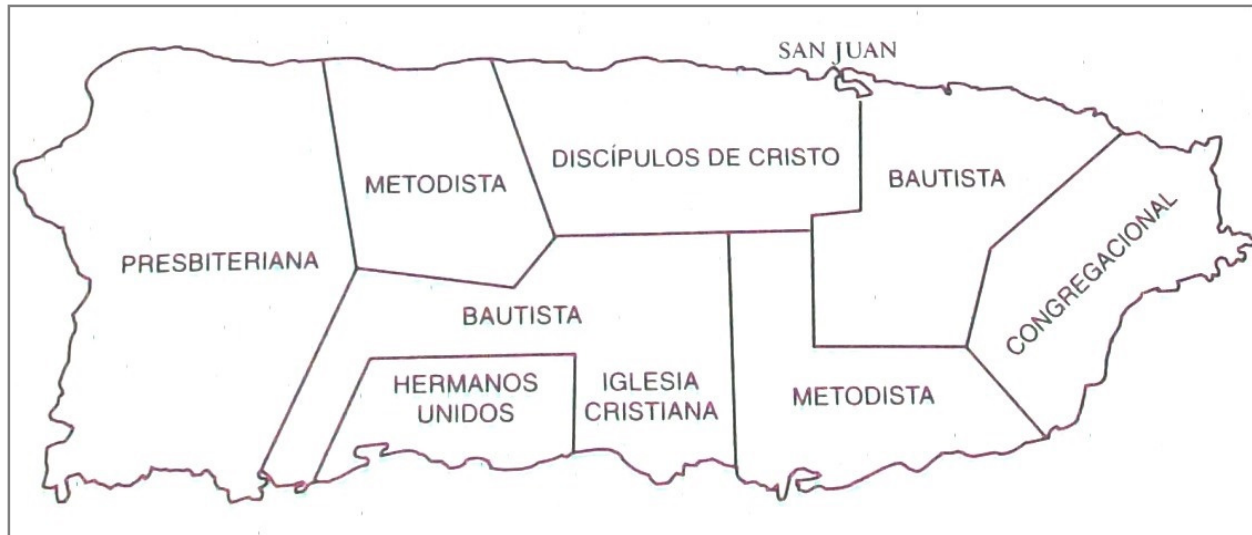 SAN JUAN
DISCÍPULOS DE CRISTO
METODISTA
BAUTISTA
PRESBITERIANA
CONGREGACIONAL
BAUTISTA
HERMANOS
UNIDOS
IGLESIA
CRISTIANA
METODISTA